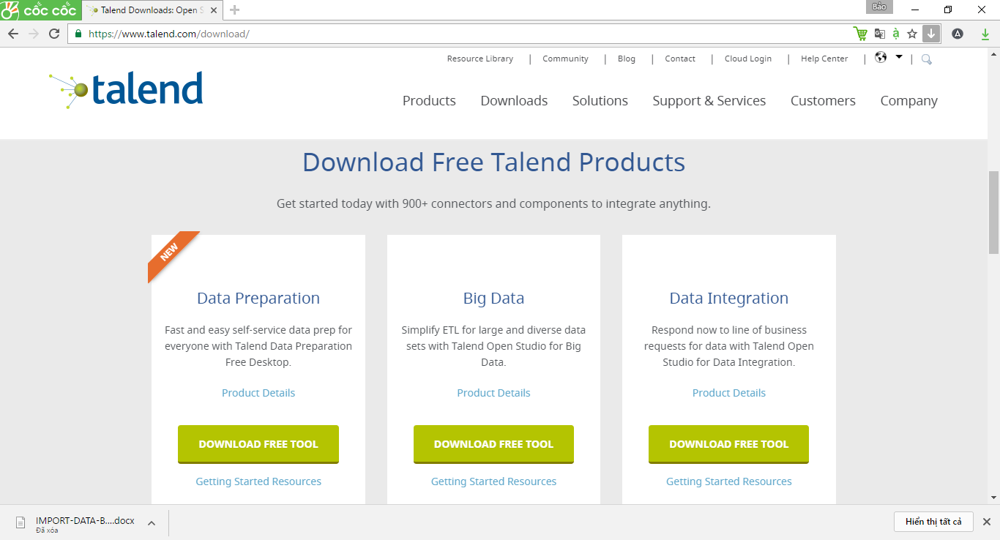 cốc cốc
Talend Downloads: Open S
Bảo
https://www.talend.com/download/
Resource Library | Community | Blog | Contact | Cloud Login | Help Center | |
talend
Products Downloads Solutions Support & Services Customers Company
Download Free Talend Products
Get started today with 900+ connectors and components to integrate anything.
NEW
Data Preparation
Fast and easy self-service data prep for
everyone with Talend Data Preparation
Free Desktop.
Product Details
DOWNLOAD FREE TOOL
Getting Started Resources
Big Data
Simplify ETL for large and diverse data
sets with Talend Open Studio for Big
Data.
Product Details
DOWNLOAD FREE TOOL
Getting Started Resources
Data Integration
Respond now to line of business
requests for data with Talend Open
Studio for Data Integration.
Product Details
DOWNLOAD FREE TOOL
Getting Started Resources
IMPORT-DATA-B....docx
Đã xóa
Hiển thị tất cả